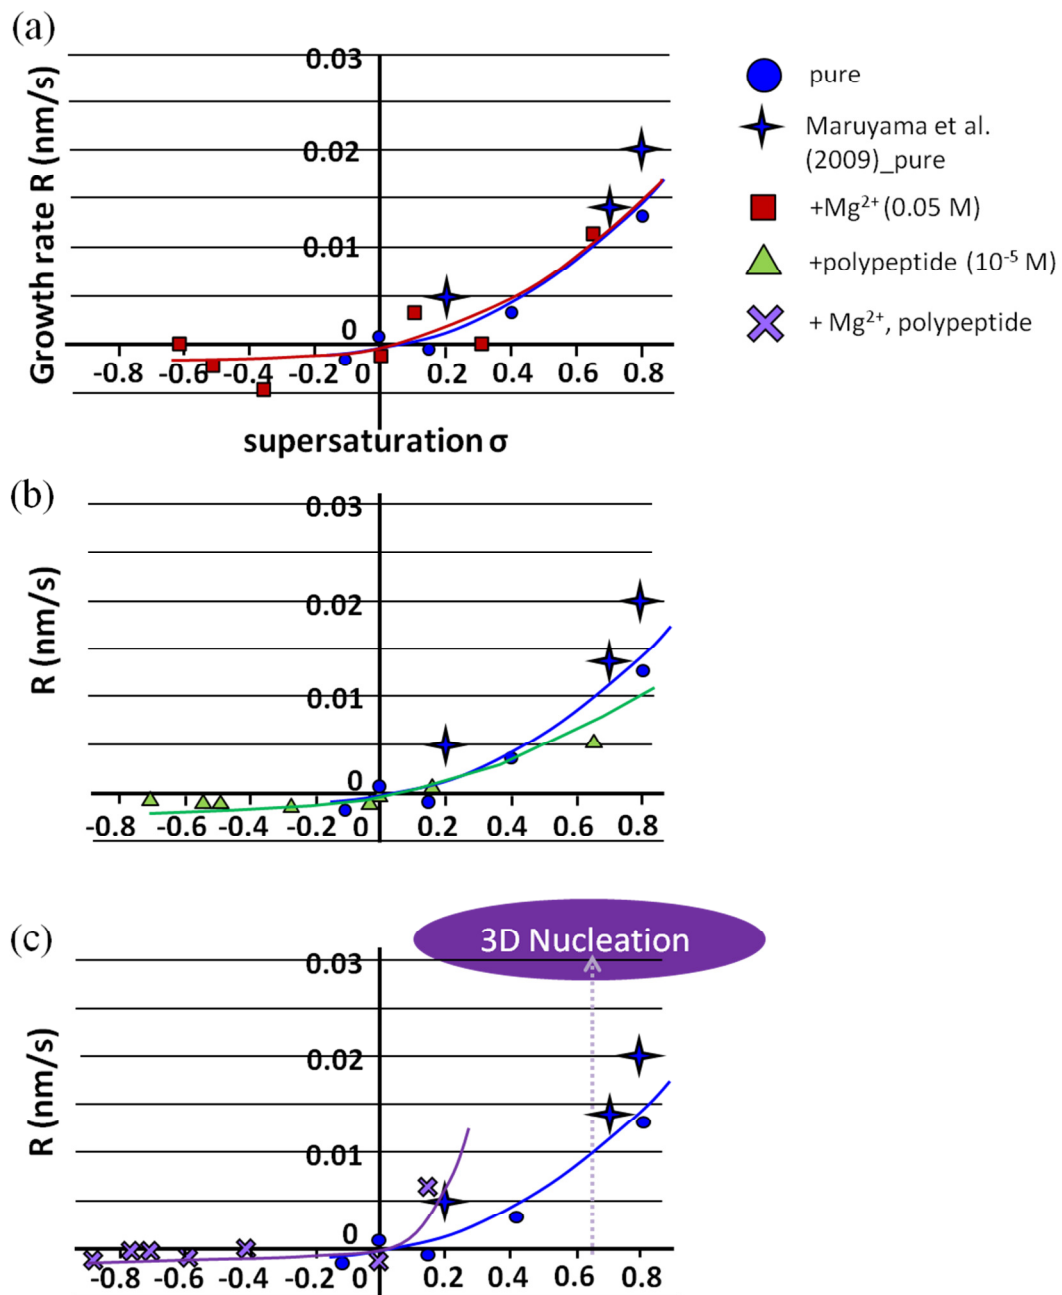 (a)
Growth rate R (nm/s)
0.03
0.02
0.01
0
-0.8 -0.6 -0.4 -0.2 0 0.2 0.4 0.6 0.8
supersaturation σ
pure
Maruyama et al.
(2009)_pure
+Mg²⁺ (0.05 M)
+polypeptide (10⁻⁵ M)
+ Mg²⁺, polypeptide
(b)
R (nm/s)
0.03
0.02
0.01
0
-0.8 -0.6 -0.4 -0.2 0 0.2 0.4 0.6 0.8
(c)
R (nm/s)
3D Nucleation
0.03
0.02
0.01
0
-0.8 -0.6 -0.4 -0.2 0 0.2 0.4 0.6 0.8